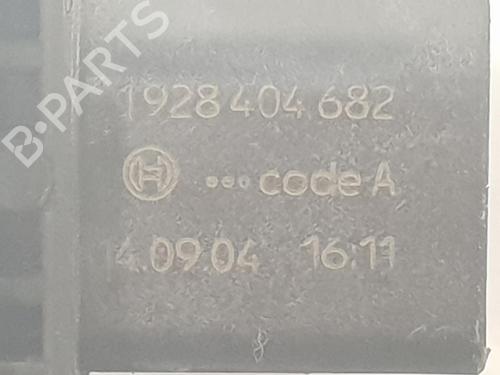 B-PARTS
1928 404 682
... code A
14.09.04 16:11